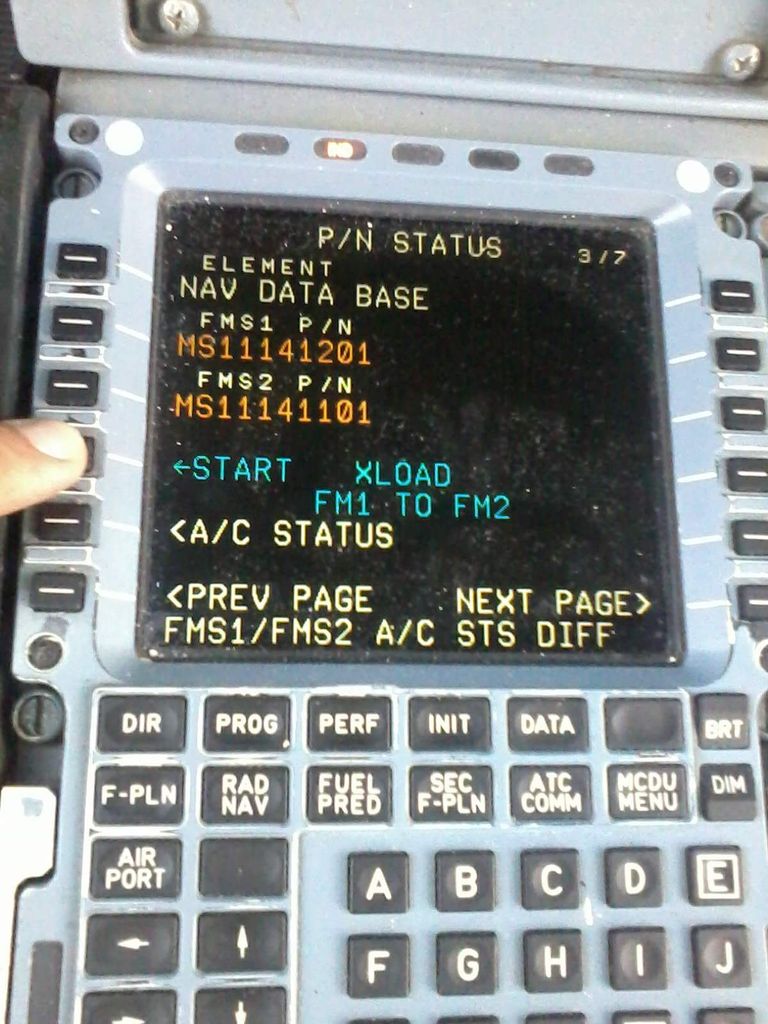 IND
P/N STATUS 3/7
ELEMENT
NAV DATA BASE
FMS1 P/N
MS11141201
FMS2 P/N
MS11141101
←START XLOAD
FM1 TO FM2
<A/C STATUS
<PREV PAGE NEXT PAGE>
FMS1/FMS2 A/C STS DIFF
DIR PROG PERF INIT DATA BRT
F-PLN RAD NAV FUEL PRED SEC F-PLN ATC COMM MCDU MENU DIM
AIR PORT
A B C D E
← ↑
F G H I J
→ ↓